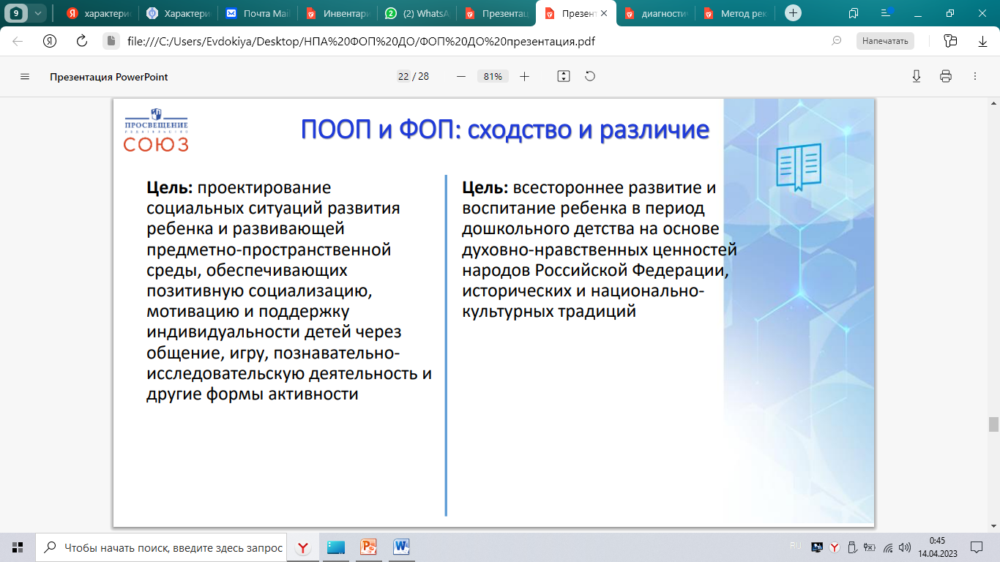 9
характерис
Характери
Почта Mail
Инвентари
(2) WhatsA
Презентац
Презент
диагности
Метод рек
file:///C:/Users/Evdokiya/Desktop/НПА%20ФОП%20ДО/ФОП%20ДО%20презентация.pdf
Напечатать
Презентация PowerPoint
22 / 28
81%
ПРОСВЕЩЕНИЕ
СОЮЗ
ПООП и ФОП: сходство и различие
Цель: проектирование
социальных ситуаций развития
ребенка и развивающей
предметно-пространственной
среды, обеспечивающих
позитивную социализацию,
мотивацию и поддержку
индивидуальности детей через
общение, игру, познавательно-
исследовательскую деятельность и
другие формы активности
Цель: всестороннее развитие и
воспитание ребенка в период
дошкольного детства на основе
духовно-нравственных ценностей
народов Российской Федерации,
исторических и национально-
культурных традиций
Чтобы начать поиск, введите здесь запрос
RU
0:45
14.04.2023